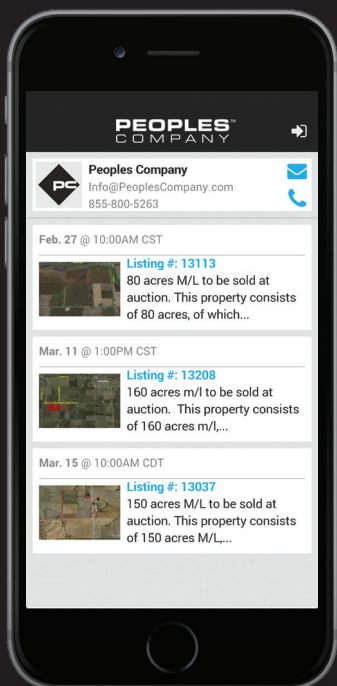 PEOPLES™
COMPANY
PC
Peoples Company
Info@PeoplesCompany.com
855-800-5263
Feb. 27 @ 10:00AM CST
Listing #: 13113
80 acres M/L to be sold at
auction. This property consists
of 80 acres, of which...
Mar. 11 @ 1:00PM CST
Listing #: 13208
160 acres m/l to be sold at
auction.  This property consists
of 160 acres m/l,...
Mar. 15 @ 10:00AM CDT
Listing #: 13037
150 acres M/L to be sold at
auction. This property consists
of 150 acres M/L,...